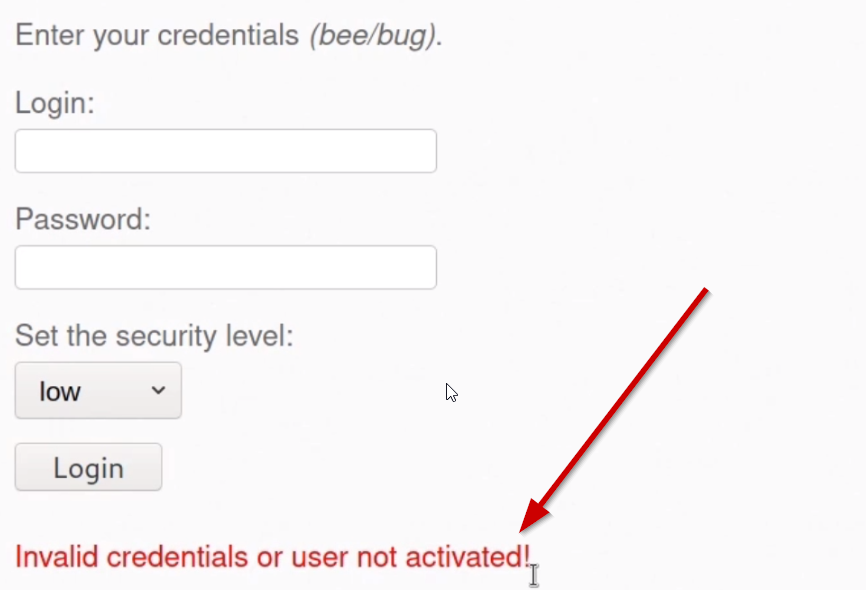 Enter your credentials (bee/bug).
Login:
Password:
Set the security level:
low
Login
Invalid credentials or user not activated!